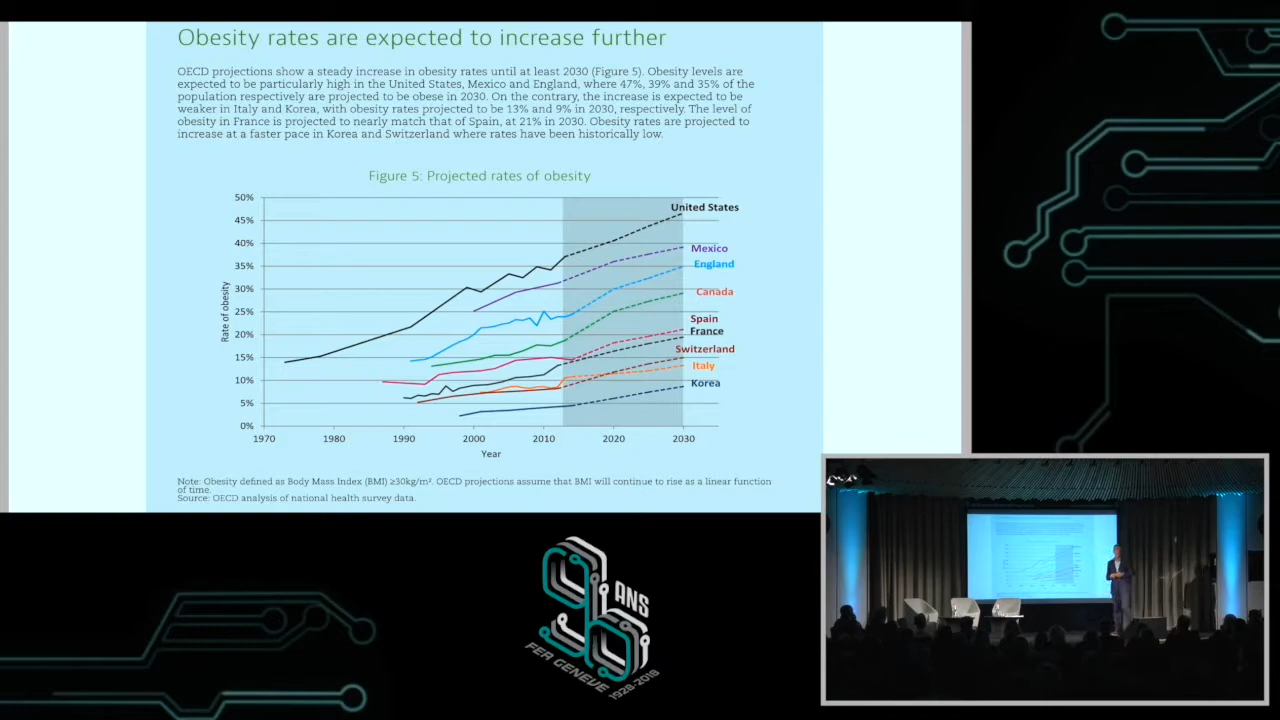 Obesity rates are expected to increase further
OECD projections show a steady increase in obesity rates until at least 2030 (Figure 5). Obesity levels are
expected to be particularly high in the United States, Mexico and England, where 47%, 39% and 35% of the
population respectively are projected to be obese in 2030. On the contrary, the increase is expected to be
weaker in Italy and Korea, with obesity rates projected to be 13% and 9% in 2030, respectively. The level of
obesity in France is projected to nearly match that of Spain, at 21% in 2030. Obesity rates are projected to
increase at a faster pace in Korea and Switzerland where rates have been historically low.
Figure 5: Projected rates of obesity
50%
45%
40%
35%
30%
25%
20%
15%
10%
5%
0%
Rate of obesity
United States
Mexico
England
Canada
Spain
France
Switzerland
Italy
Korea
1970 1980 1990 2000 2010 2020 2030
Year
Note: Obesity defined as Body Mass Index (BMI) ≥30kg/m². OECD projections assume that BMI will continue to rise as a linear function
of time.
Source: OECD analysis of national health survey data.
90
ANS
FER GENEVE 1928-2018